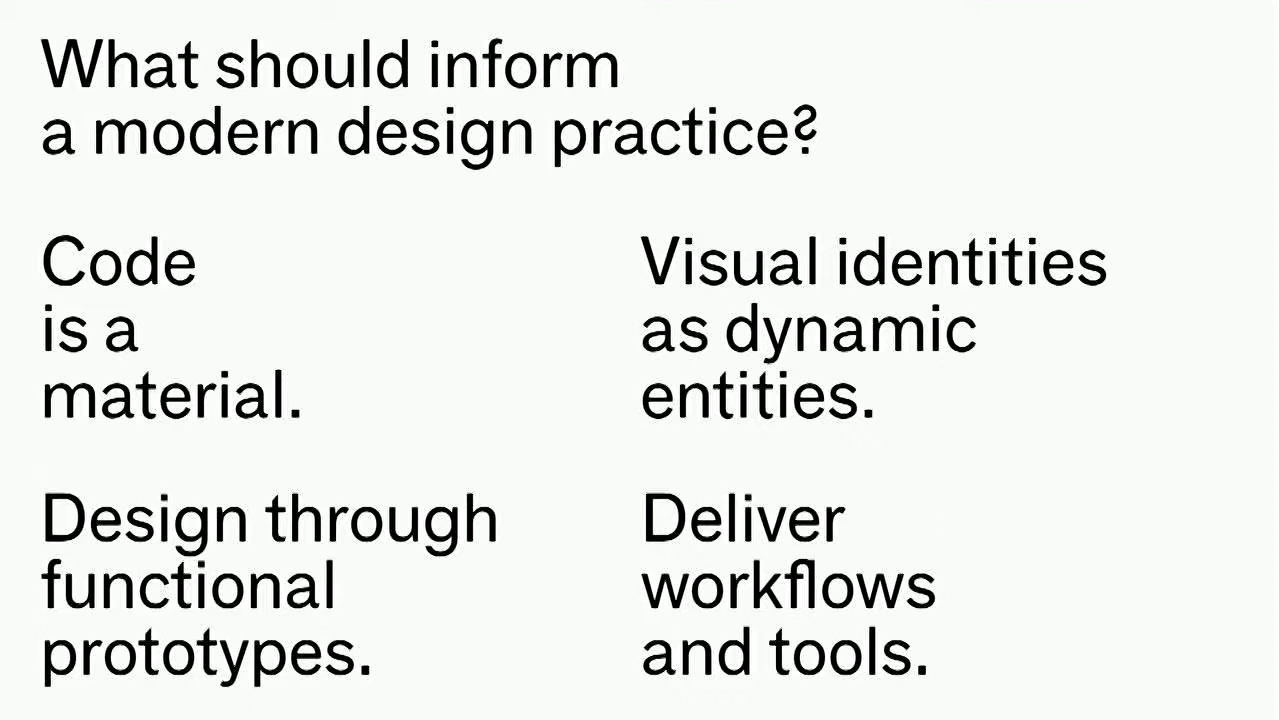 What should inform
a modern design practice?
Code
is a
material.
Visual identities
as dynamic
entities.
Design through
functional
prototypes.
Deliver
workflows
and tools.